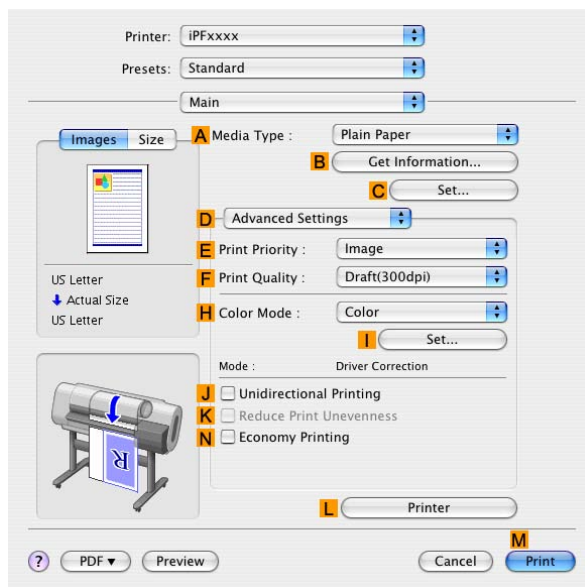 Printer: iPFxxxx
Presets: Standard
Main
Images Size
A Media Type : Plain Paper
B Get Information...
C Set...
D Advanced Settings
E Print Priority : Image
F Print Quality : Draft(300dpi)
H Color Mode : Color
I Set...
Mode : Driver Correction
US Letter
Actual Size
US Letter
J Unidirectional Printing
K Reduce Print Unevenness
N Economy Printing
R
L Printer
M
? PDF▼ Preview Cancel Print